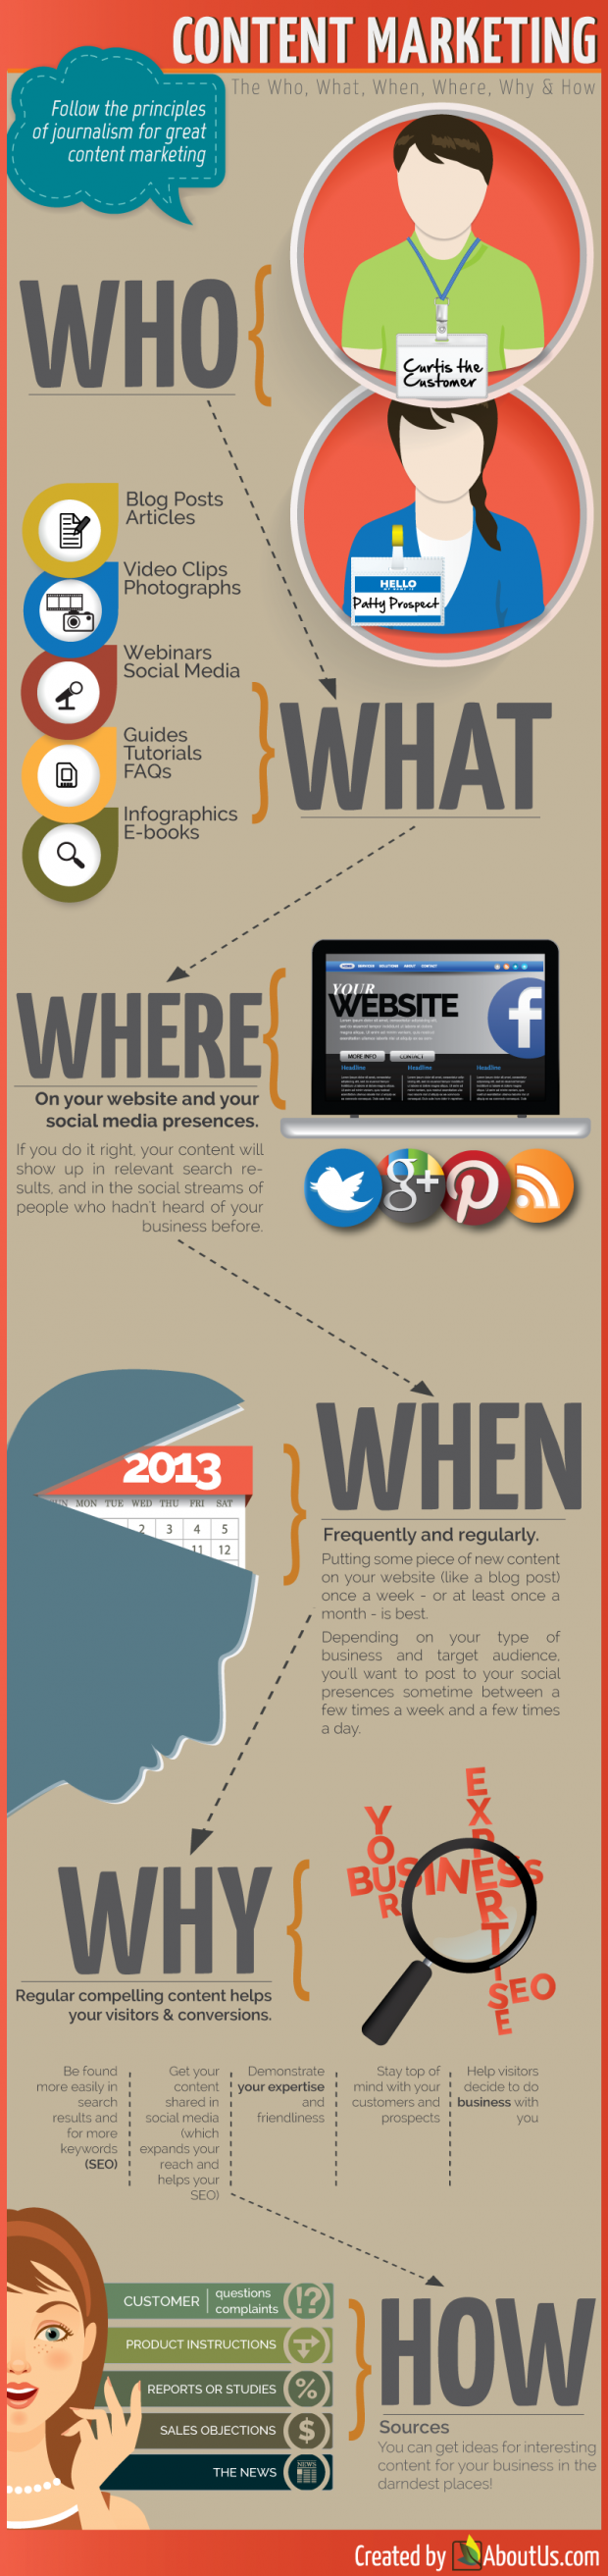 CONTENT MARKETING
The Who, What, When, Where, Why & How
Follow the principles
of journalism for great
content marketing
WHO
Curtis the
Customer
HELLO
Patty Prospect
Blog Posts
Articles
Video Clips
Photographs
Webinars
Social Media
Guides
Tutorials
FAQs
Infographics
E-books
WHAT
WHERE
On your website and your
social media presences.
If you do it right, your content will
show up in relevant search re-
sults, and in the social streams of
people who hadn't heard of your
business before.
YOUR
WEBSITE
MORE INFO
CONTACT
Headline
Headline
Headline
f
g+
2013
MON TUE WED THU FRI SAT
2 3 4 5
11 12
WHEN
Frequently and regularly.
Putting some piece of new content
on your website (like a blog post)
once a week - or at least once a
month - is best.
Depending on your type of
business and target audience,
you'll want to post to your social
presences sometime between a
few times a week and a few times
a day.
WHY
Regular compelling content helps
your visitors & conversions.
YOUR
BUSINESS
EXPERTISE
SEO
Be found
more easily in
search
results and
for more
keywords
(SEO)
Get your
content
shared in
social media
(which
expands your
reach and
helps your
SEO)
Demonstrate
your expertise
and
friendliness
Stay top of
mind with your
customers and
prospects
Help visitors
decide to do
business with
you
CUSTOMER
questions
complaints
!?
PRODUCT INSTRUCTIONS
REPORTS OR STUDIES
%
SALES OBJECTIONS
$
THE NEWS
NEWS
HOW
Sources
You can get ideas for interesting
content for your business in the
darndest places!
Created by AboutUs.com